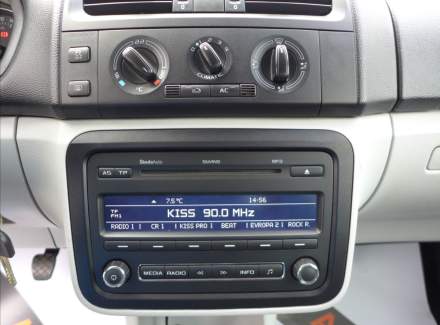 CLIMATIC
°C
AC
SkodaAuto
SWING
MP3
AS TP
7.5°C 14:56
TP
FM1
KISS 90.0 MHz
RADIO 1 CR 1 KISS PRO 1 BEAT EVROPA 2 ROCK R.
MEDIA RADIO << >> INFO ♫